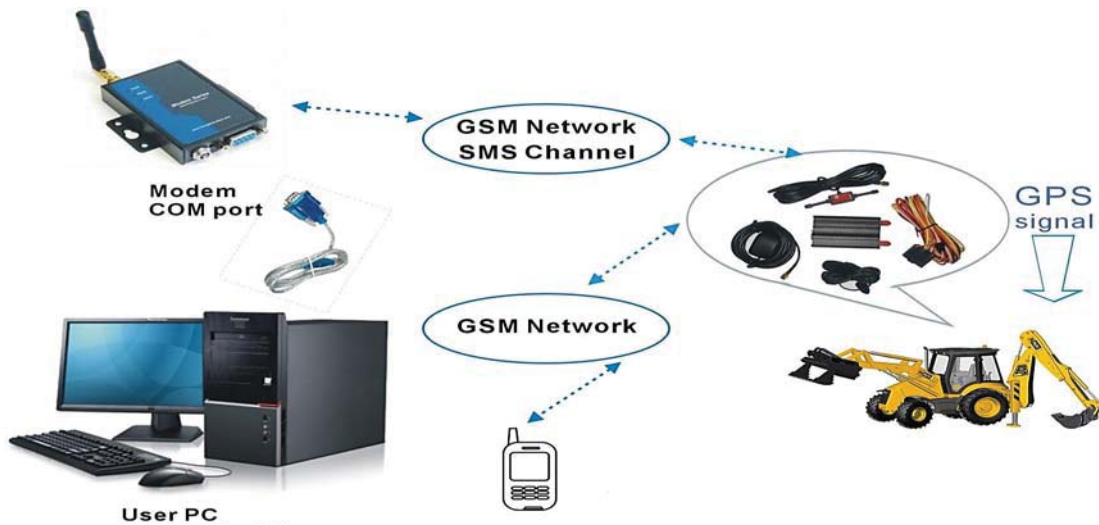 GSM Network
SMS Channel
Modem
COM port
GPS
signal
GSM Network
User PC